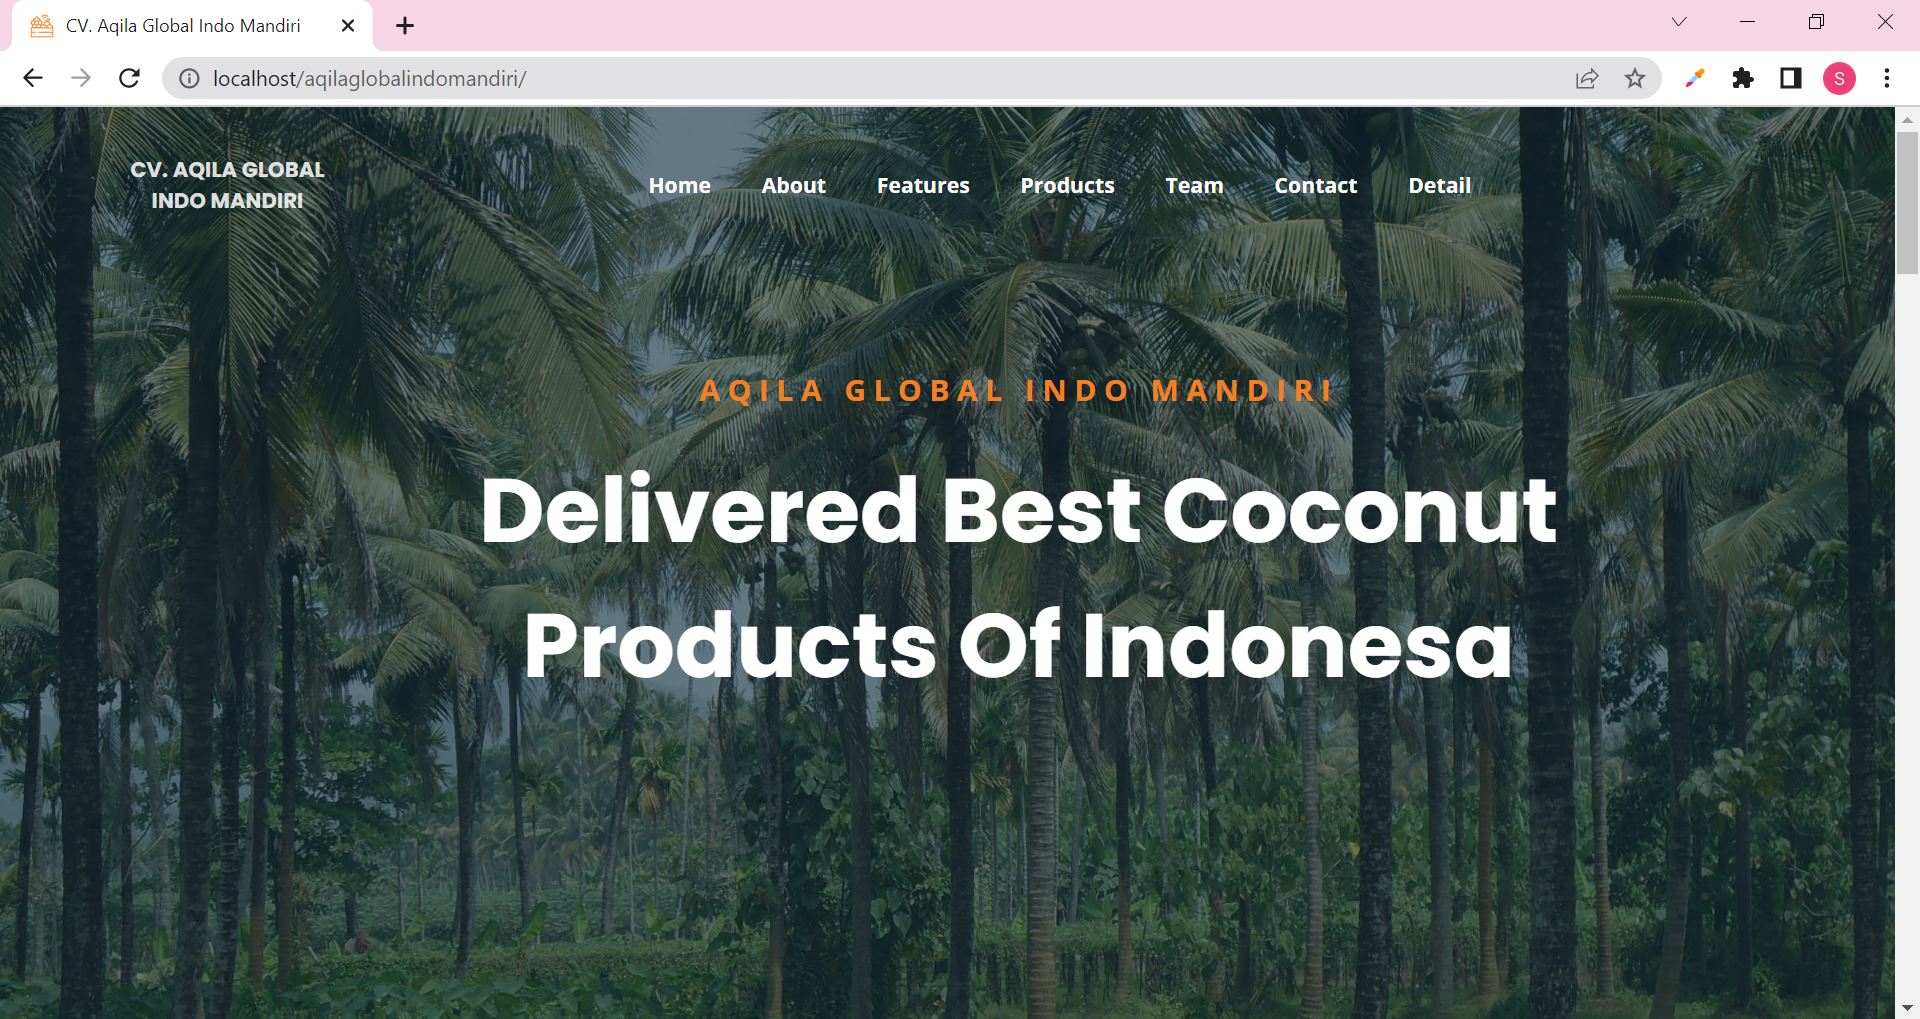 CV. Aqila Global Indo Mandiri
localhost/aqilaglobalindomandiri/
S
CV. AQILA GLOBAL
INDO MANDIRI
Home About Features Products Team Contact Detail
AQILA GLOBAL INDO MANDIRI
Delivered Best Coconut
Products Of Indonesa